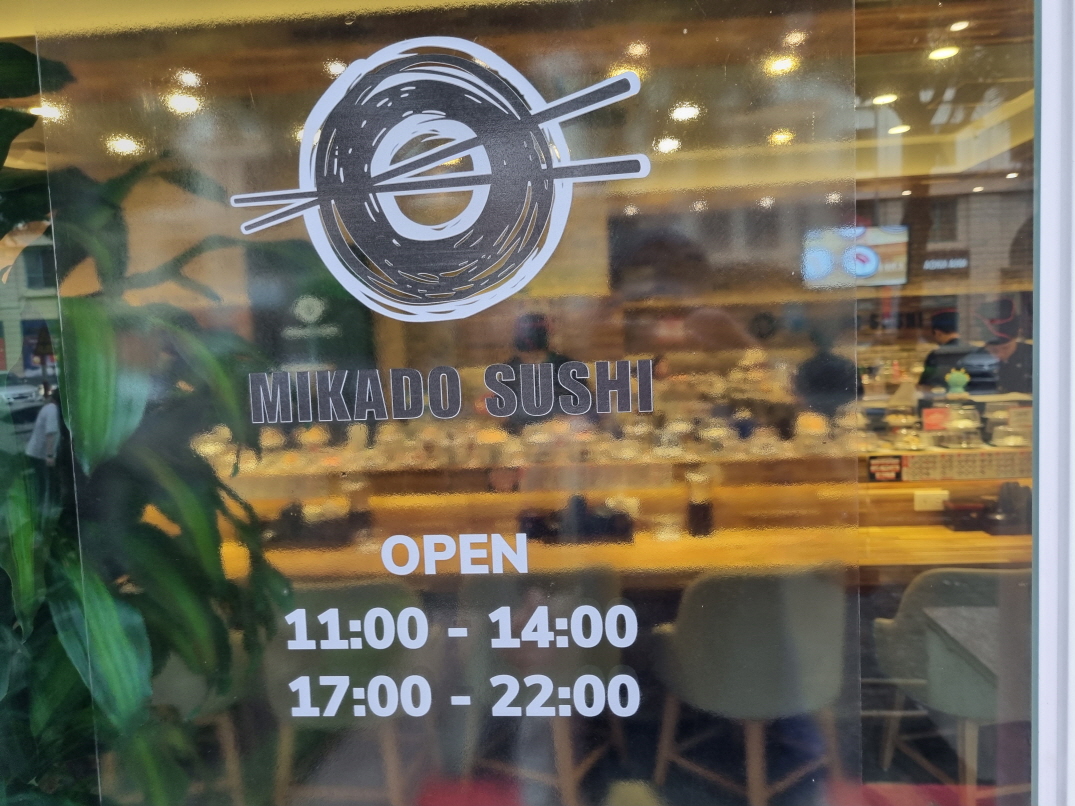 MIKADO SUSHI
OPEN
11:00 - 14:00
17:00 - 22:00